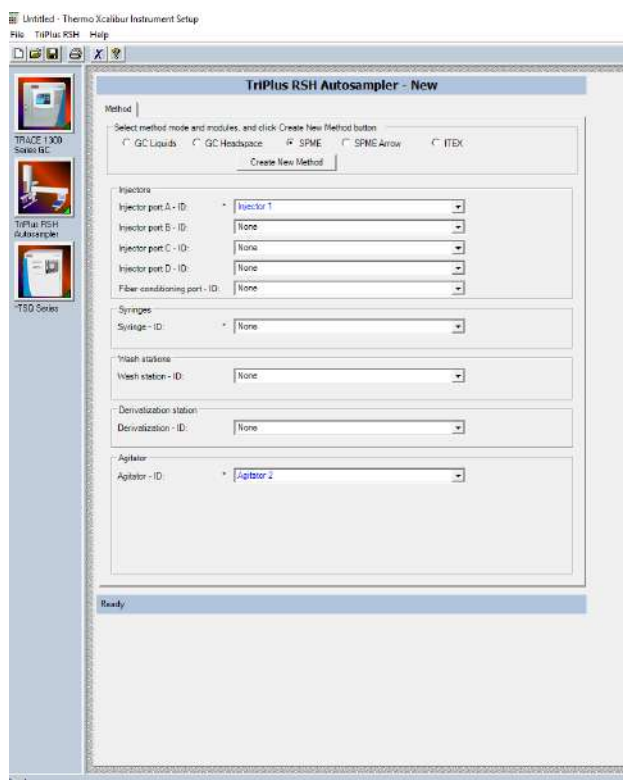 Untitled - Thermo Xcalibur Instrument Setup
File TriPlus RSH Help
TRACE 1300 Series GC
TriPlus RSH Autosampler
*TSQ Series
TriPlus RSH Autosampler - New
Method
Select method mode and modules, and click Create New Method button
GC Liquids GC Headspace SPME SPME Arrow ITEX
Create New Method
Injectors
Injector port A - ID: * Injector 1
Injector port B - ID: None
Injector port C - ID: None
Injector port D - ID: None
Fiber conditioning port - ID: None
Syringes
Syringe - ID: * None
Wash stations
Wash station - ID: None
Derivatization station
Derivatization - ID: None
Agitator
Agitator - ID: * Agitator 2
Ready